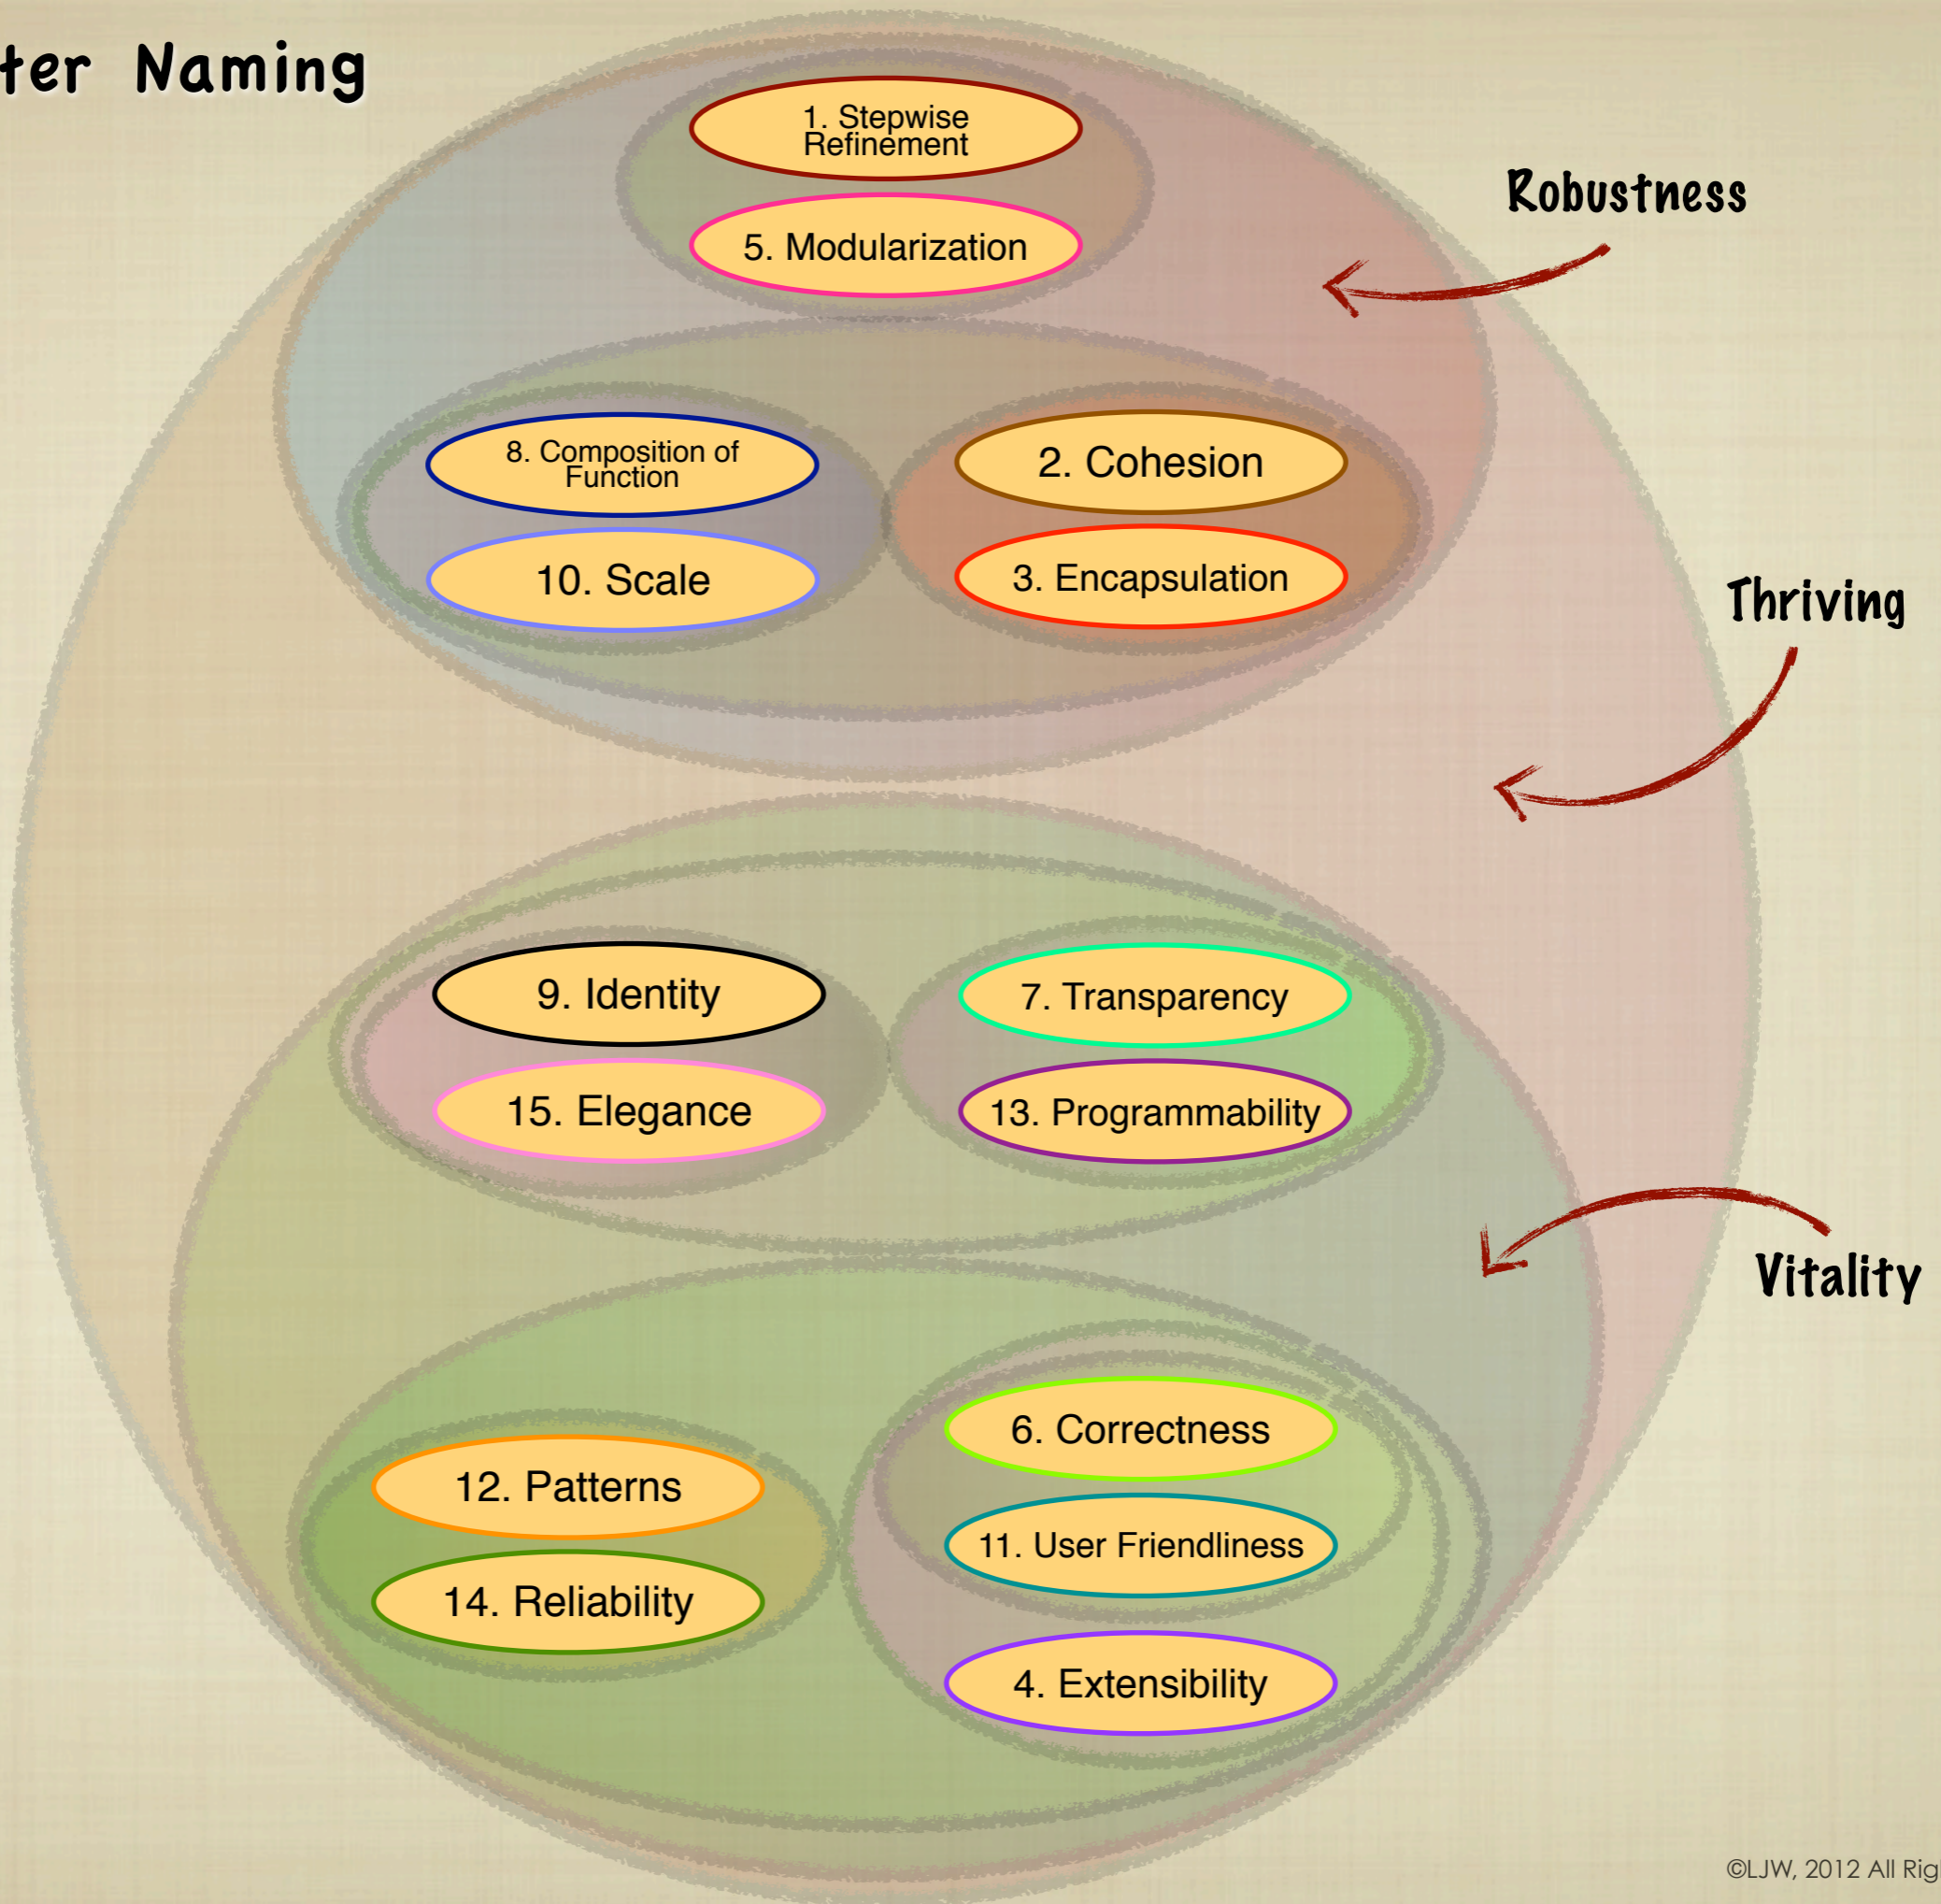 ter Naming
1. Stepwise
Refinement
5. Modularization
Robustness
8. Composition of
Function
2. Cohesion
10. Scale
3. Encapsulation
Thriving
9. Identity
7. Transparency
15. Elegance
13. Programmability
Vitality
6. Correctness
12. Patterns
11. User Friendliness
14. Reliability
4. Extensibility
©LJW, 2012 All Rig